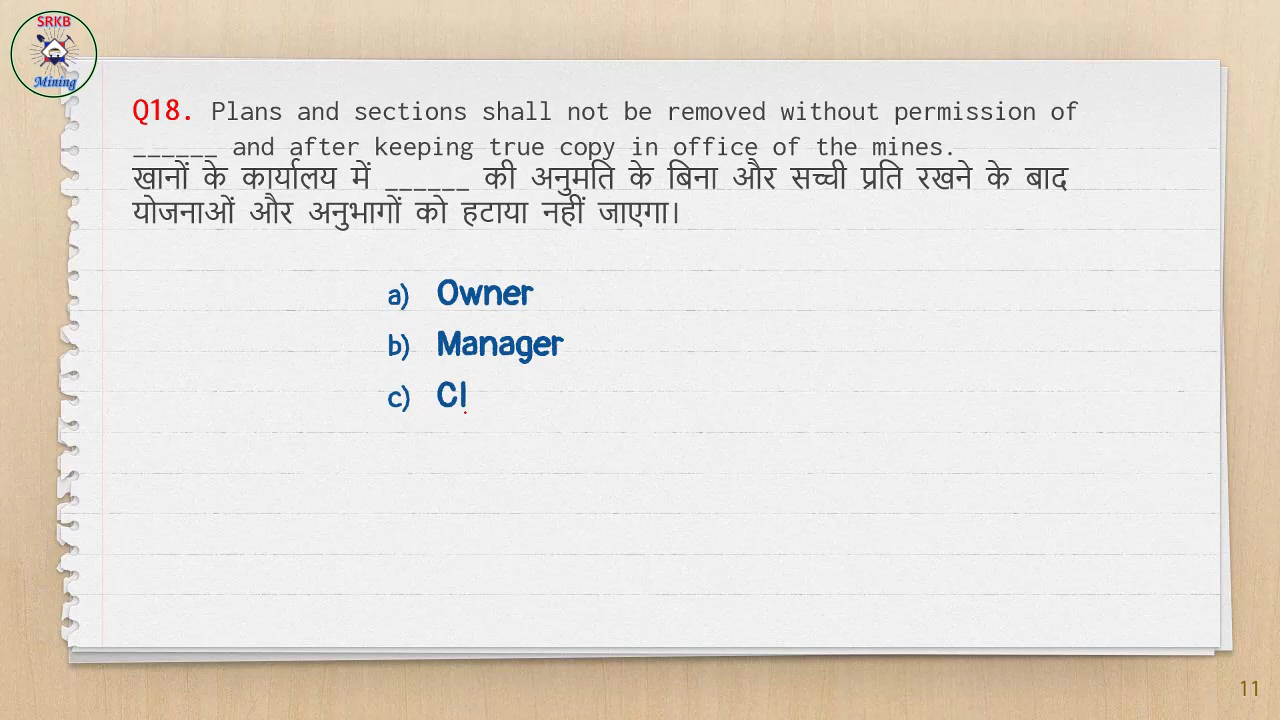 SRKB
Mining
Q18. Plans and sections shall not be removed without permission of
______ and after keeping true copy in office of the mines.
खानों के कार्यालय में ______ की अनुमति के बिना और सच्ची प्रति रखने के बाद
योजनाओं और अनुभागों को हटाया नहीं जाएगा।
a) Owner
b) Manager
c) CI
11